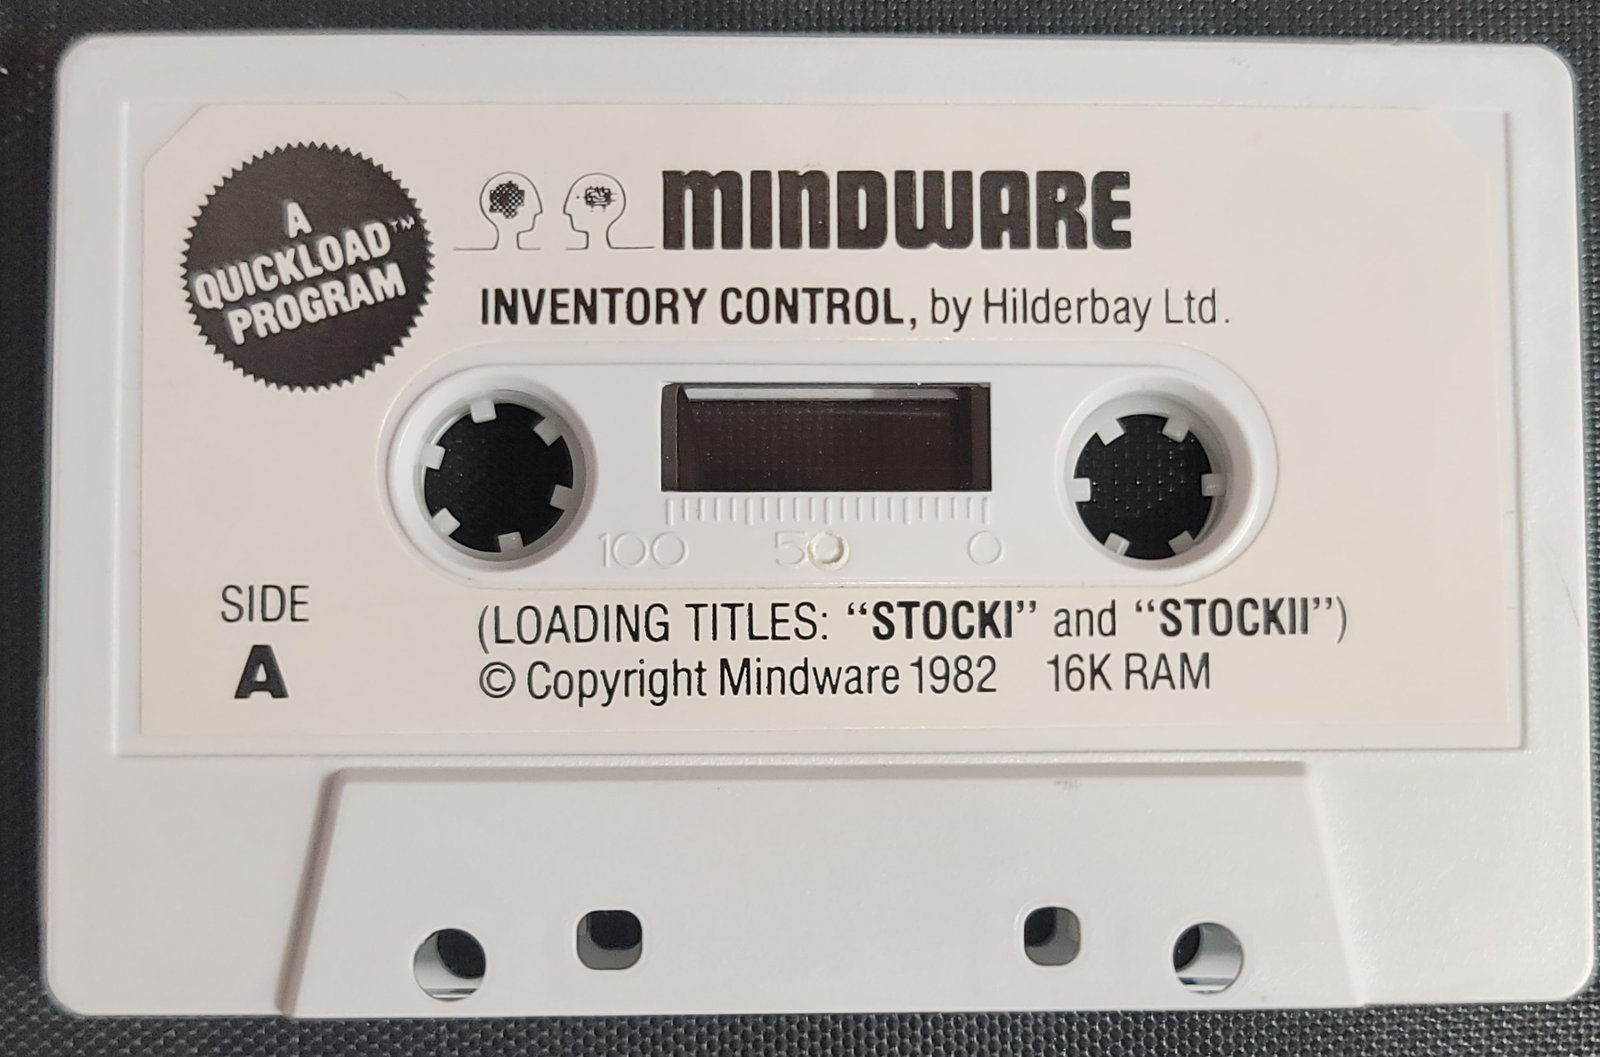 A
QUICKLOAD™
PROGRAM
MINDWARE
INVENTORY CONTROL, by Hilderbay Ltd.
100 50 0
SIDE
A
(LOADING TITLES: “STOCKI” and “STOCKII”)
© Copyright Mindware 1982 16K RAM